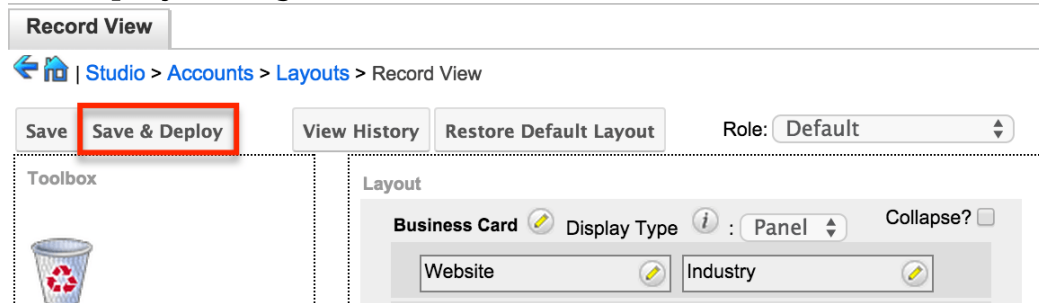 Record View
| Studio > Accounts > Layouts > Record View
Save Save & Deploy View History Restore Default Layout Role: Default
Toolbox
Layout
Business Card Display Type i : Panel Collapse?
Website Industry